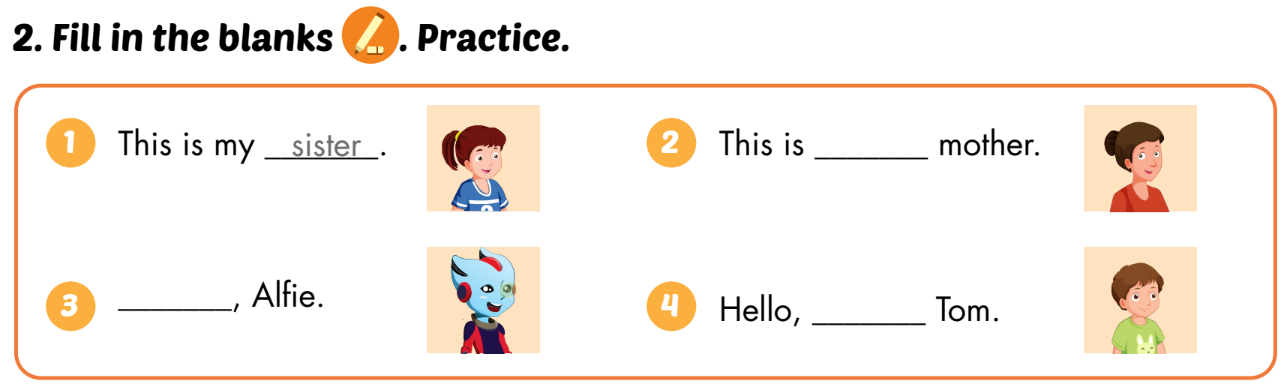 2. Fill in the blanks . Practice.
1 This is my __sister__.
2 This is _______ mother.
3 _______, Alfie.
4 Hello, _______ Tom.